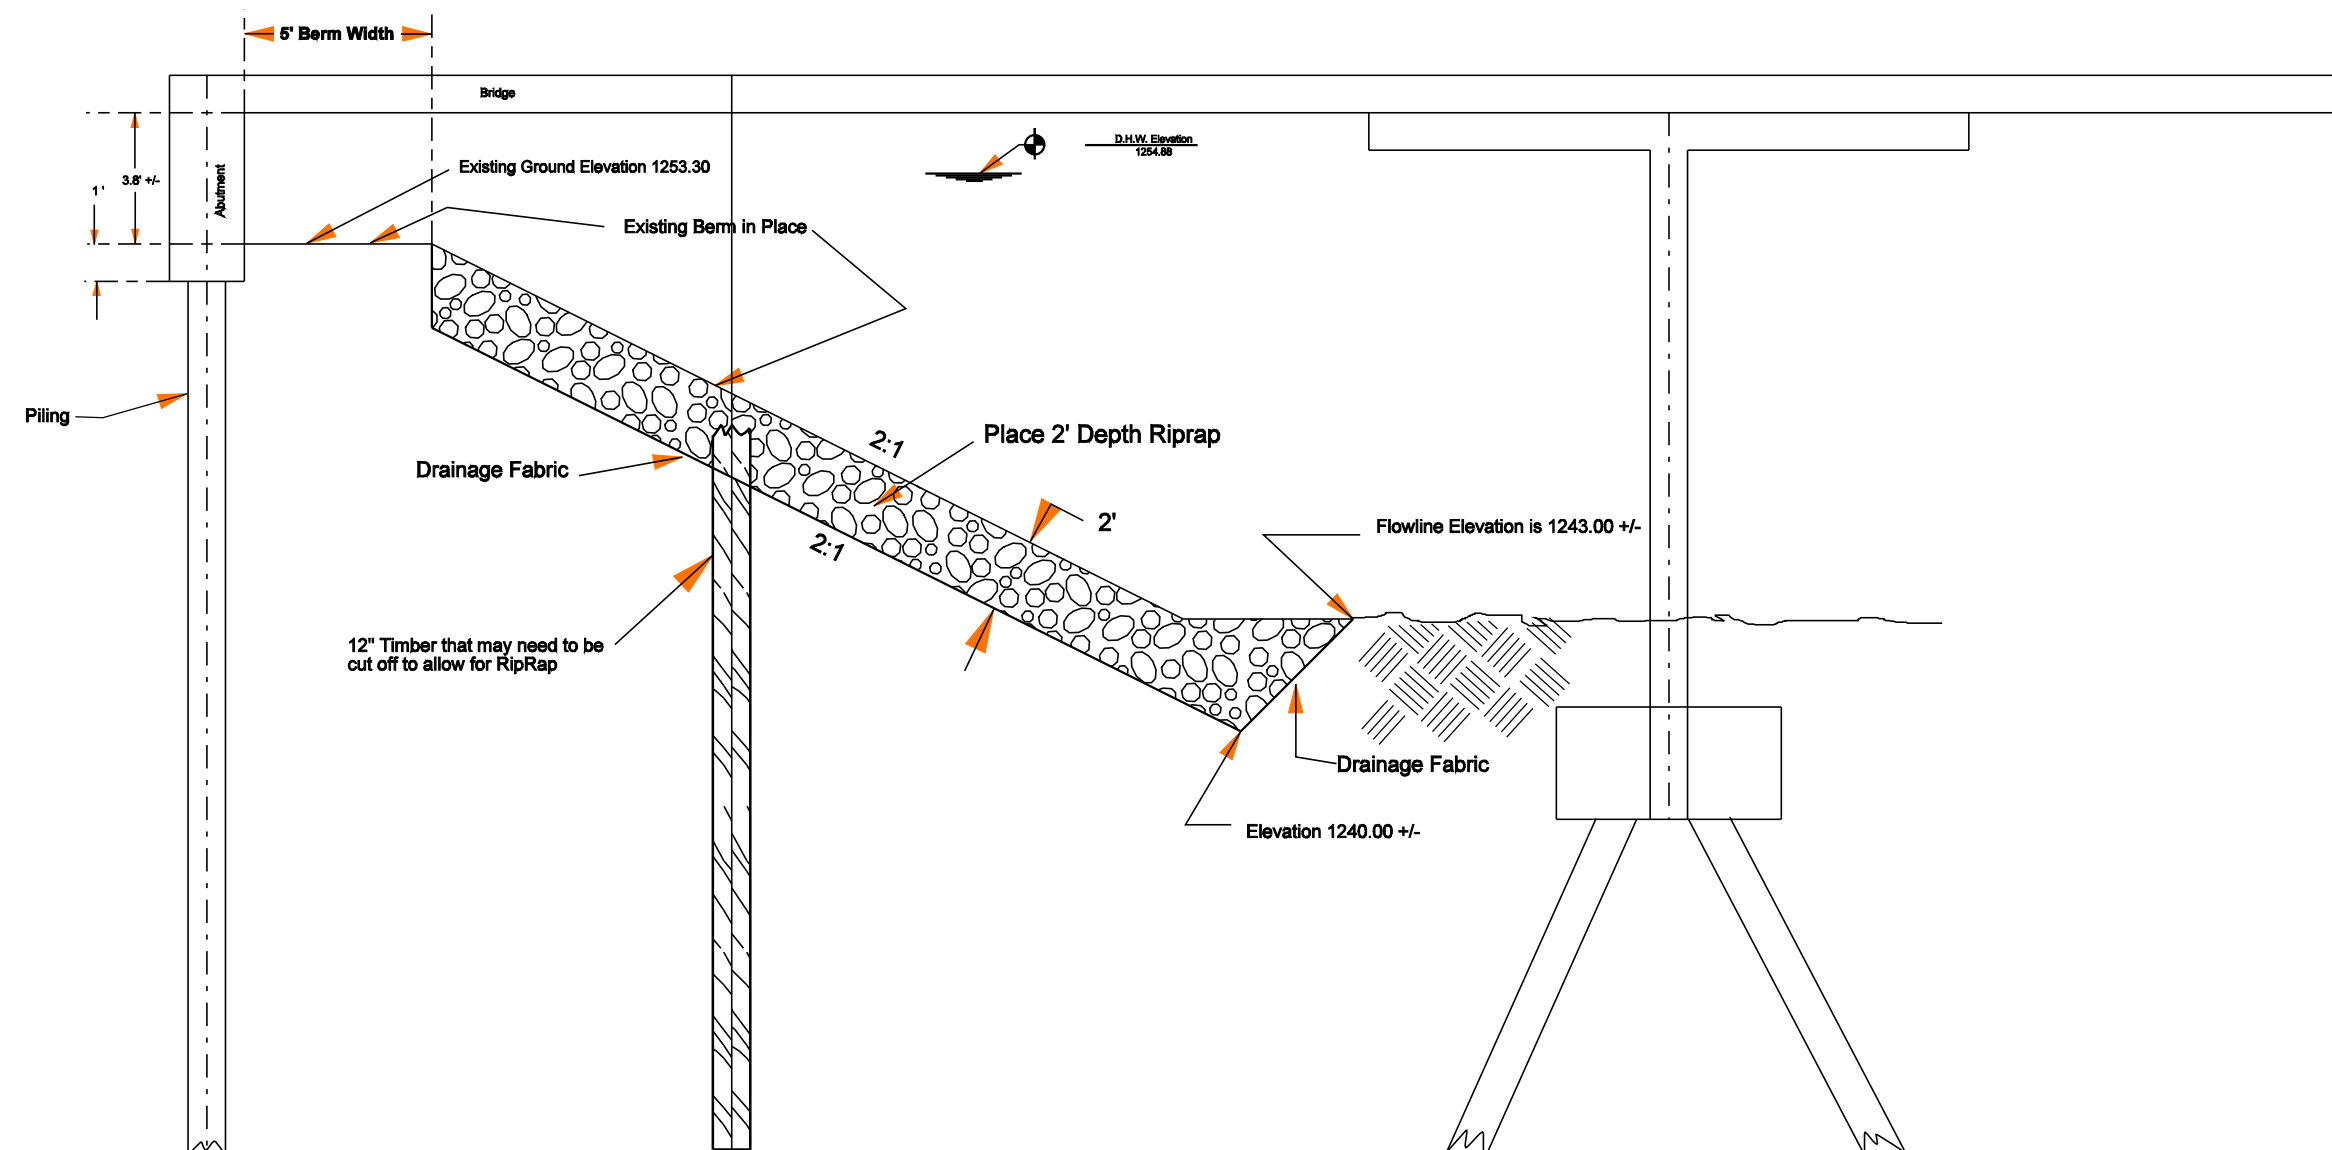 5' Berm Width
Bridge
D.H.W. Elevation
1254.88
Existing Ground Elevation 1253.30
3.8' +/-
1 '
Abutment
Existing Berm in Place
Piling
2:1
Place 2' Depth Riprap
Drainage Fabric
2'
Flowline Elevation is 1243.00 +/-
2:1
12" Timber that may need to be
cut off to allow for RipRap
Drainage Fabric
Elevation 1240.00 +/-